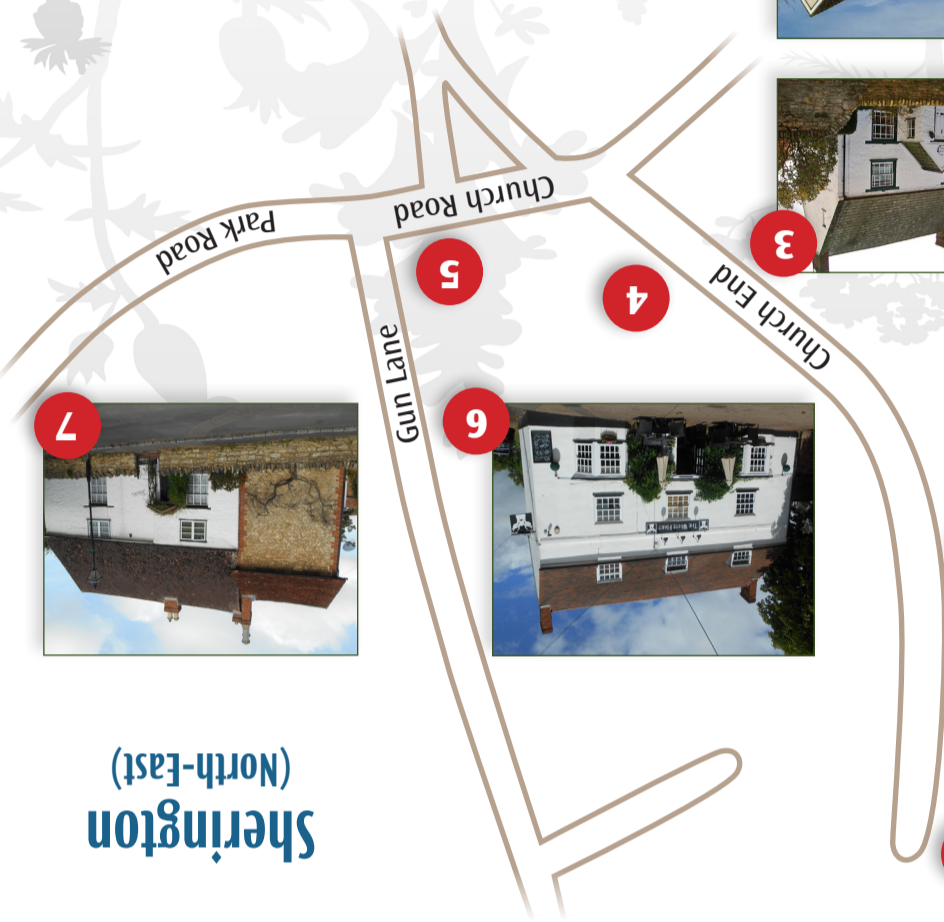 Sherington
(North-East)
7
6
Gun Lane
Church End
4
5
3
Park Road
Church Road